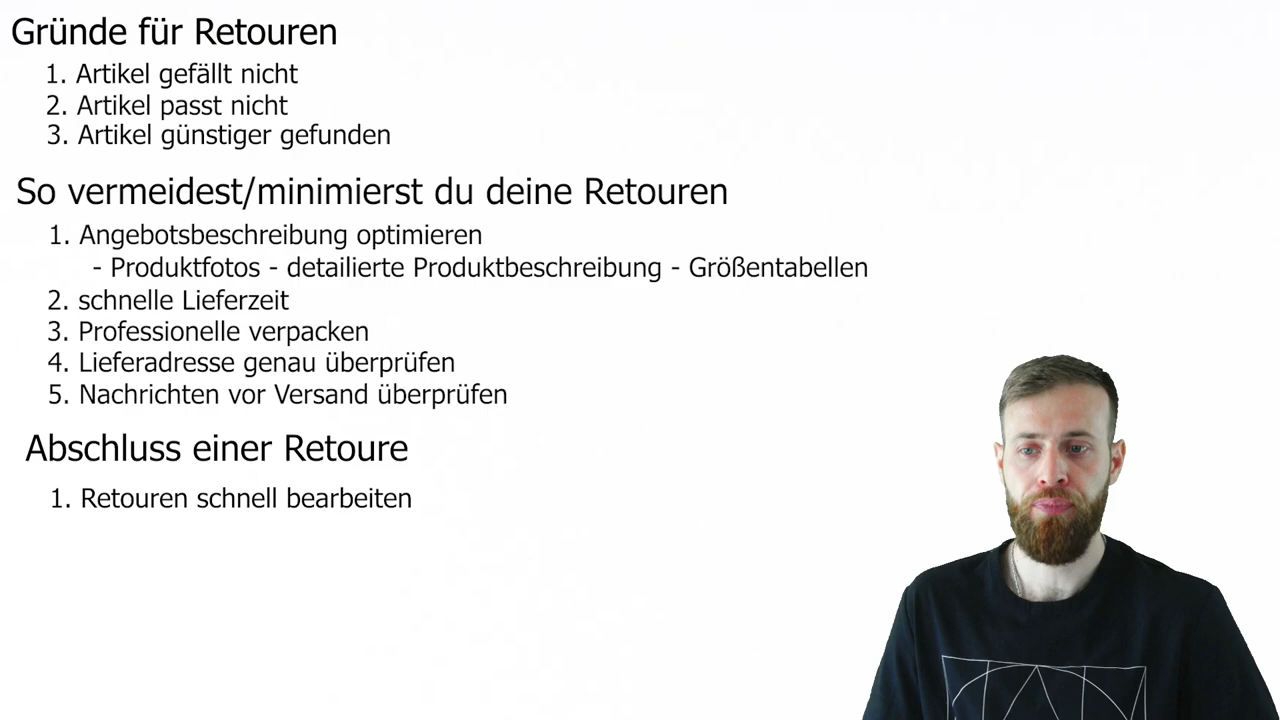 Gründe für Retouren
1. Artikel gefällt nicht
2. Artikel passt nicht
3. Artikel günstiger gefunden
So vermeidest/minimierst du deine Retouren
1. Angebotsbeschreibung optimieren
- Produktfotos - detailierte Produktbeschreibung - Größentabellen
2. schnelle Lieferzeit
3. Professionelle verpacken
4. Lieferadresse genau überprüfen
5. Nachrichten vor Versand überprüfen
Abschluss einer Retoure
1. Retouren schnell bearbeiten